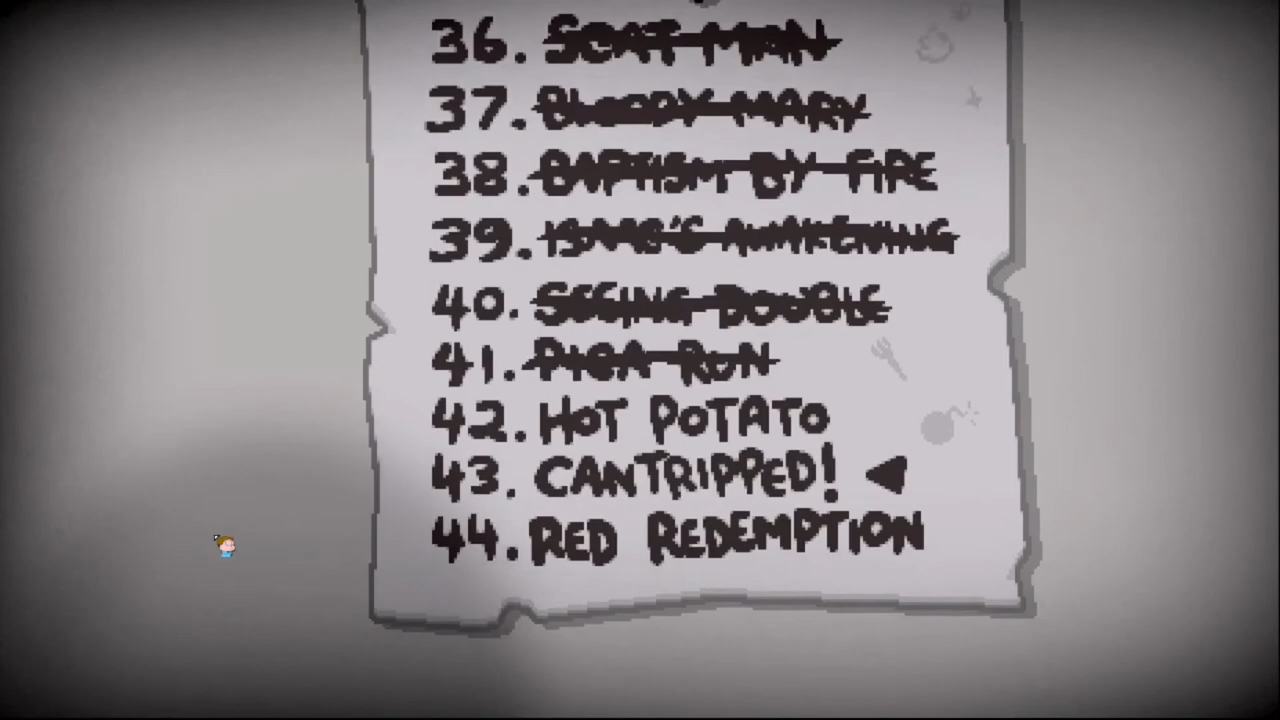 36. SCAT MAN
37. BLOODY MARY
38. BAPTISM BY FIRE
39. ISAAC'S AWAKENING
40. SEEING DOUBLE
41. PICA RUN
42. HOT POTATO
43. CANTRIPPED!
44. RED REDEMPTION